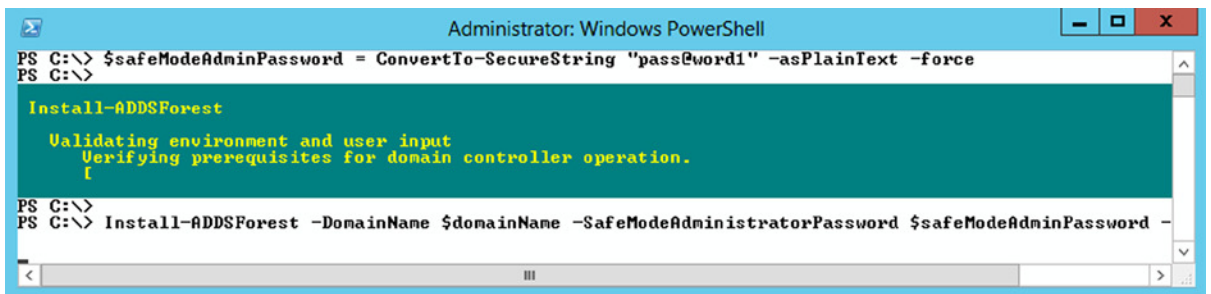 Administrator: Windows PowerShell
PS C:\> $safeModeAdminPassword = ConvertTo-SecureString "pass@word1" -asPlainText -force
PS C:\>
Install-ADDSForest
Validating environment and user input
Verifying prerequisites for domain controller operation.
[
PS C:\>
PS C:\> Install-ADDSForest -DomainName $domainName -SafeModeAdministratorPassword $safeModeAdminPassword -